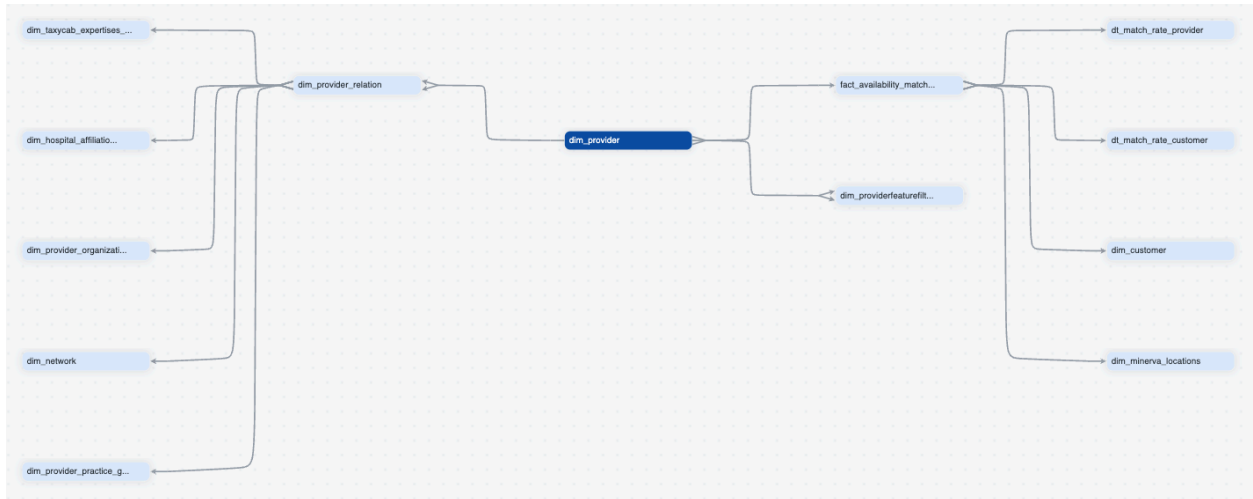 dim_taxycab_expertises_...
dt_match_rate_provider
dim_provider_relation
fact_availability_match...
dim_hospital_affiliatio...
dim_provider
dt_match_rate_customer
dim_providerfeaturefilt...
dim_provider_organizati...
dim_customer
dim_network
dim_minerva_locations
dim_provider_practice_g...